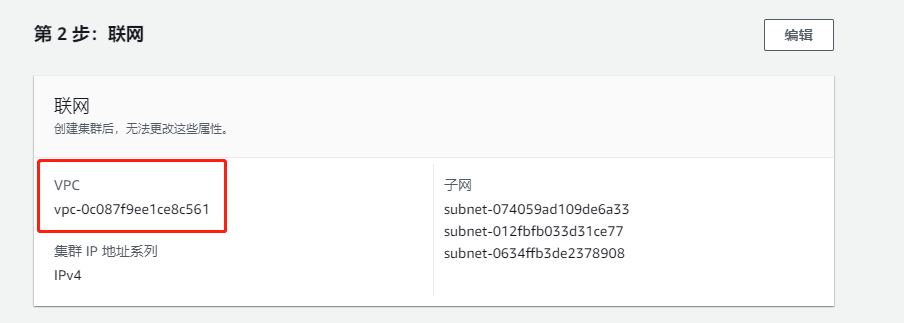 第 2 步：联网
编辑
联网
创建集群后，无法更改这些属性。
VPC
vpc-0c087f9ee1ce8c561
集群 IP 地址系列
IPv4
子网
subnet-074059ad109de6a33
subnet-012fbfb033d31ce77
subnet-0634ffb3de2378908